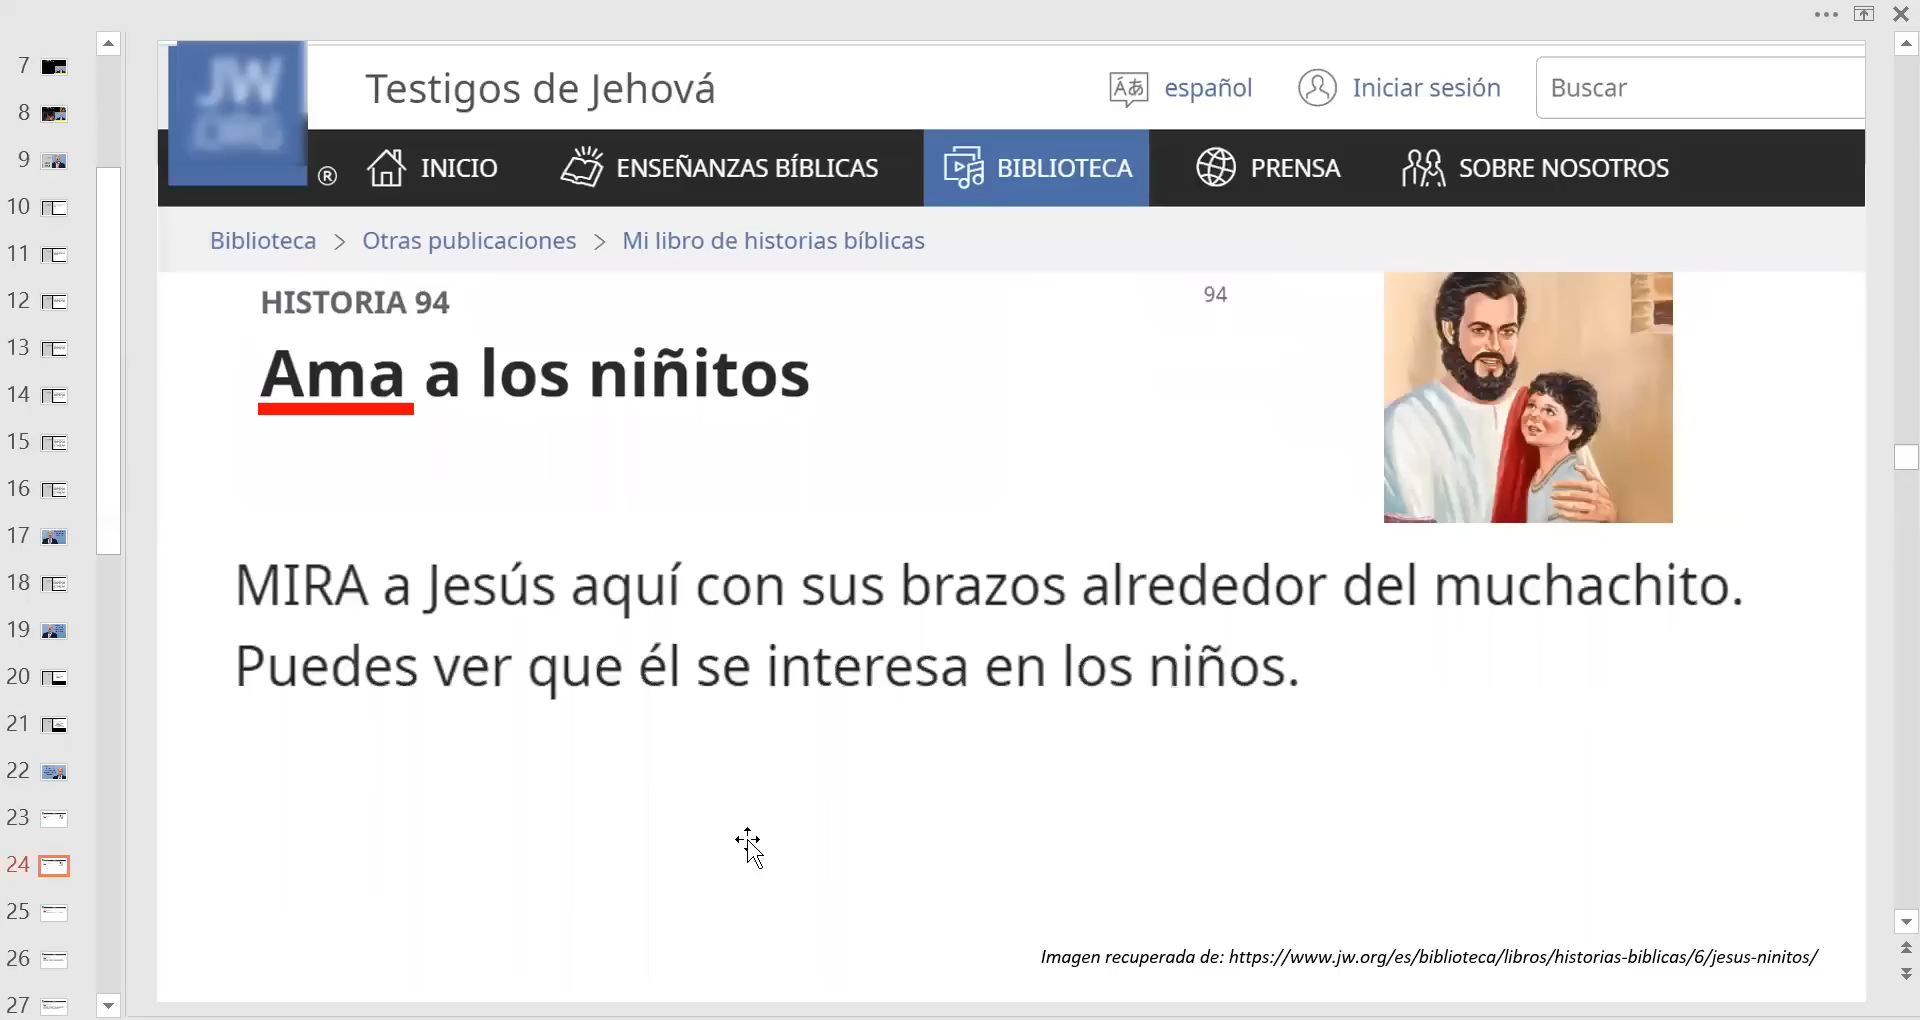 7
8
9
10
11
12
13
14
15
16
17
18
19
20
21
22
23
24
25
26
27
JW
ORG
®
Testigos de Jehová
español
Iniciar sesión
Buscar
INICIO
ENSEÑANZAS BÍBLICAS
BIBLIOTECA
PRENSA
SOBRE NOSOTROS
Biblioteca > Otras publicaciones > Mi libro de historias bíblicas
HISTORIA 94
94
Ama a los niñitos
MIRA a Jesús aquí con sus brazos alrededor del muchachito.
Puedes ver que él se interesa en los niños.
Imagen recuperada de: https://www.jw.org/es/biblioteca/libros/historias-biblicas/6/jesus-ninitos/